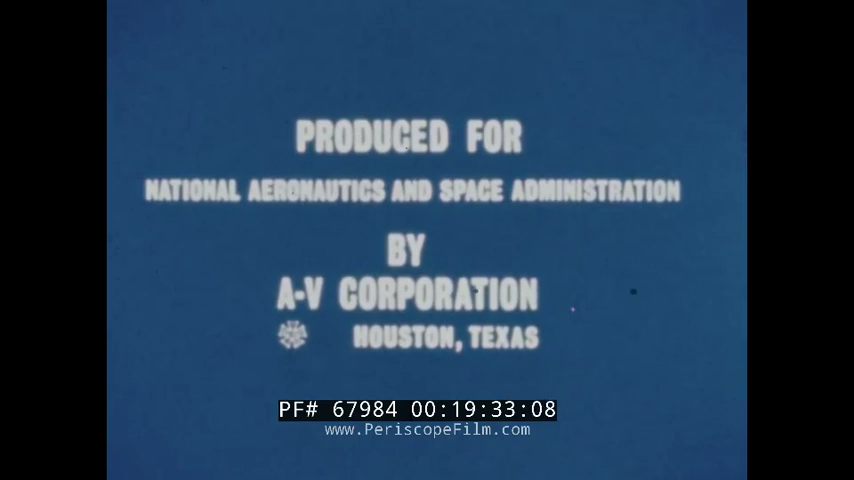 PRODUCED FOR
NATIONAL AERONAUTICS AND SPACE ADMINISTRATION
BY
A-V CORPORATION
HOUSTON, TEXAS
PF# 67984 00:19:33:08
www.PeriscopeFilm.com